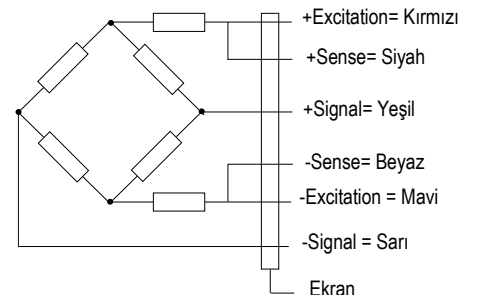 +Excitation= Kırmızı
+Sense= Siyah
+Signal= Yeşil
-Sense= Beyaz
-Excitation = Mavi
-Signal = Sarı
Ekran